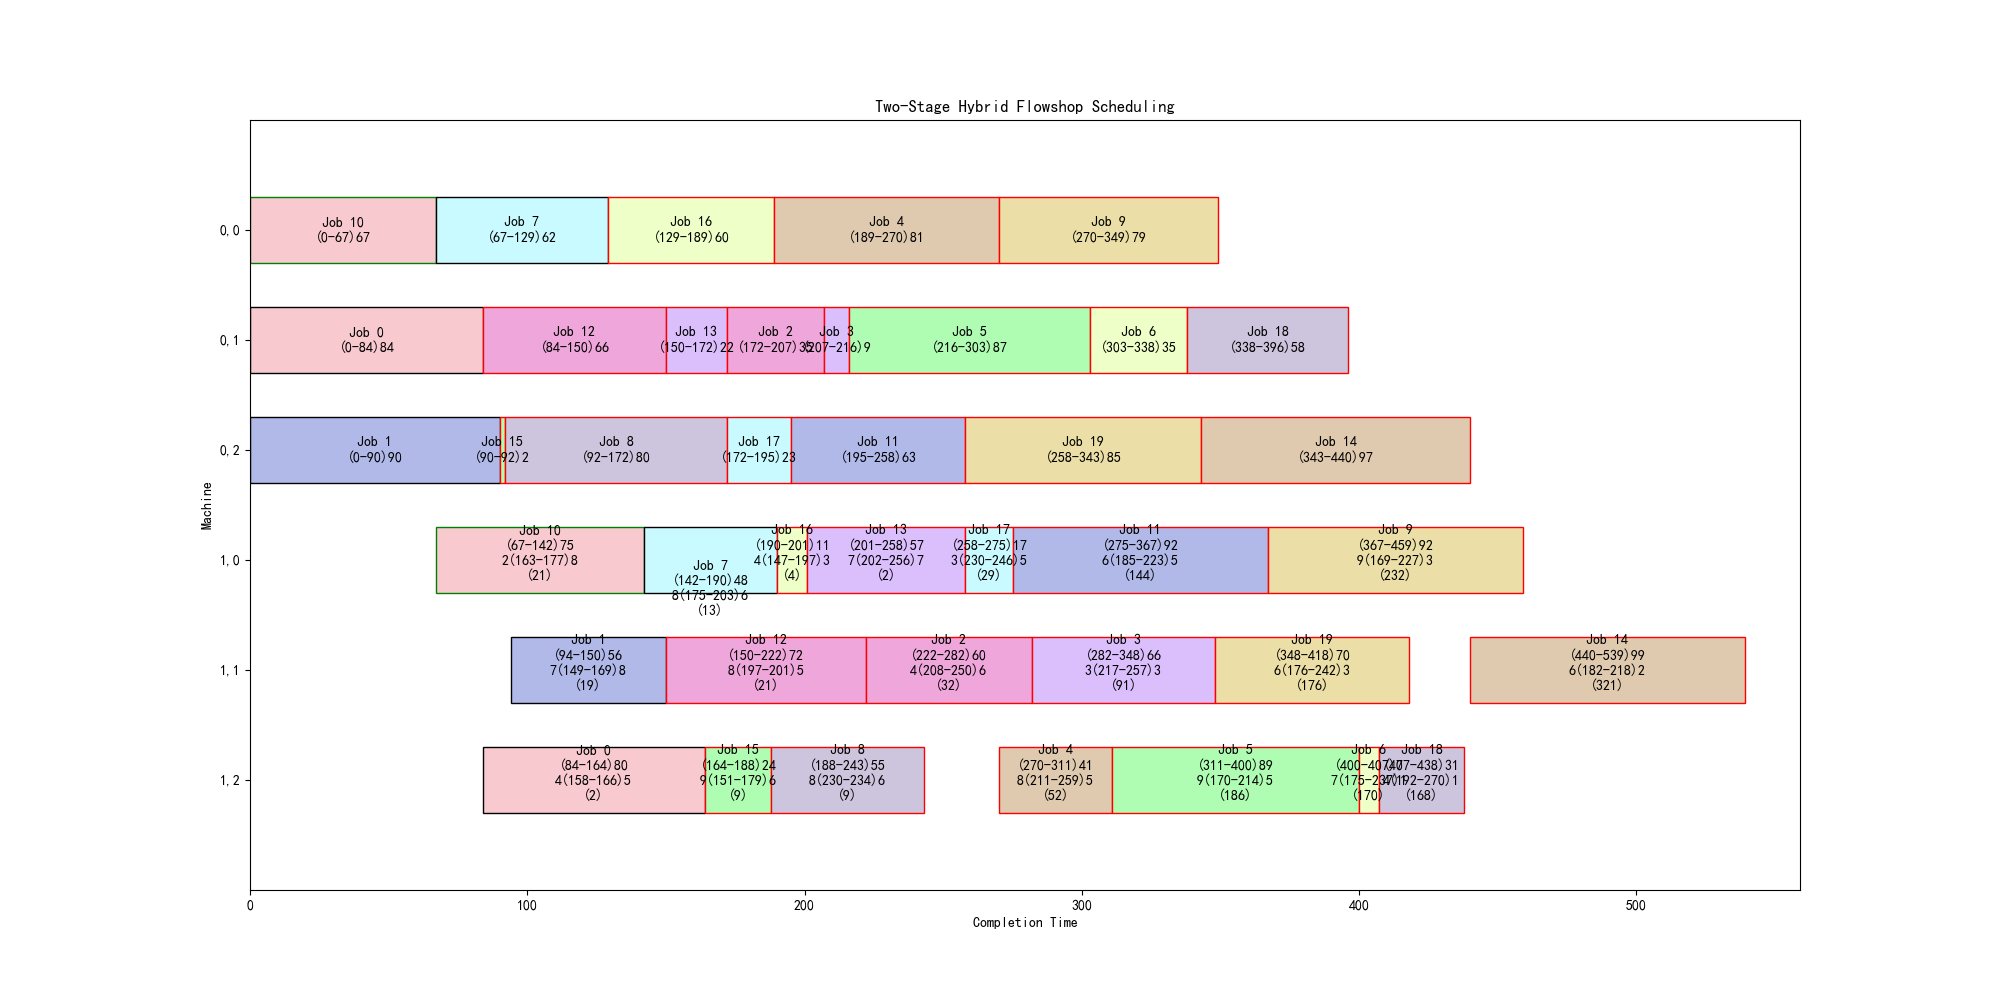 Two-Stage Hybrid Flowshop Scheduling
Machine
0,0
Job 10
(0-67)67
Job 7
(67-129)62
Job 16
(129-189)60
Job 4
(189-270)81
Job 9
(270-349)79
0,1
Job 0
(0-84)84
Job 12
(84-150)66
Job 13
(150-172)22
Job 2
(172-207)35
Job 3
(207-216)9
Job 5
(216-303)87
Job 6
(303-338)35
Job 18
(338-396)58
0,2
Job 1
(0-90)90
Job 15
(90-92)2
Job 8
(92-172)80
Job 17
(172-195)23
Job 11
(195-258)63
Job 19
(258-343)85
Job 14
(343-440)97
1,0
Job 10
(67-142)75
2(163-177)8
(21)
Job 7
(142-190)48
8(175-203)6
(13)
Job 16
(190-201)11
4(147-197)3
(4)
Job 13
(201-258)57
7(202-256)7
(2)
Job 17
(258-275)17
3(230-246)5
(29)
Job 11
(275-367)92
6(185-223)5
(144)
Job 9
(367-459)92
9(169-227)3
(232)
1,1
Job 1
(94-150)56
7(149-169)8
(19)
Job 12
(150-222)72
8(197-201)5
(21)
Job 2
(222-282)60
4(208-250)6
(32)
Job 3
(282-348)66
3(217-257)3
(91)
Job 19
(348-418)70
6(176-242)3
(176)
Job 14
(440-539)99
6(182-218)2
(321)
1,2
Job 0
(84-164)80
4(158-166)5
(2)
Job 15
(164-188)24
9(151-179)6
(9)
Job 8
(188-243)55
8(230-234)6
(9)
Job 4
(270-311)41
8(211-259)5
(52)
Job 5
(311-400)89
9(170-214)5
(186)
Job 6
(400-407)7
(170)
Job 18
(407-438)31
(168)
0
100
200
300
400
500
Completion Time